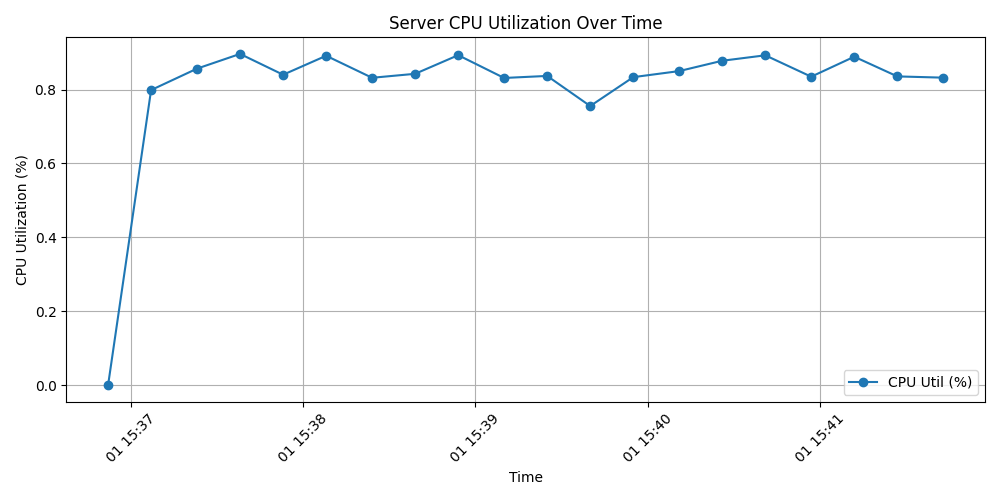 Server CPU Utilization Over Time
CPU Utilization (%)
0.8
0.6
0.4
0.2
0.0
CPU Util (%)
01 15:37
01 15:38
01 15:39
01 15:40
01 15:41
Time